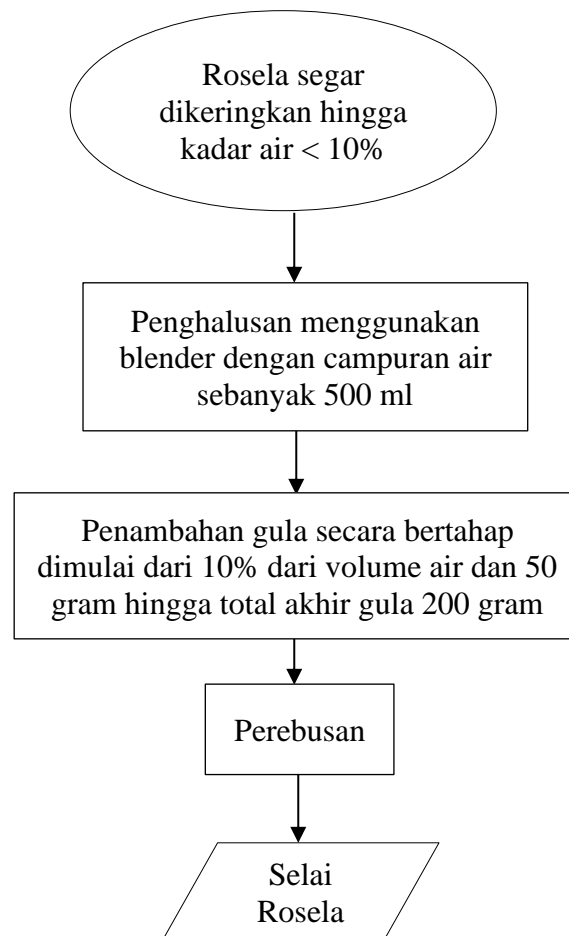 Rosela segar
dikeringkan hingga
kadar air < 10%
Penghalusan menggunakan
blender dengan campuran air
sebanyak 500 ml
Penambahan gula secara bertahap
dimulai dari 10% dari volume air dan 50
gram hingga total akhir gula 200 gram
Perebusan
Selai
Rosela